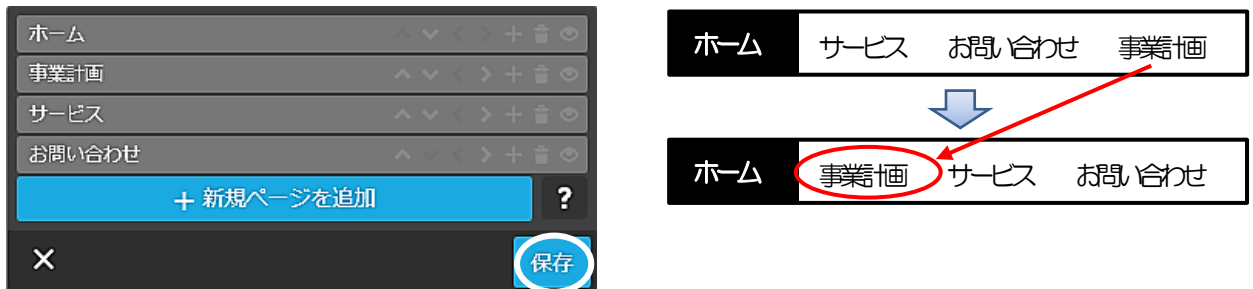 ホーム
事業計画
サービス
お問い合わせ
+ 新規ページを追加
?
保存
ホーム サービス お問い合わせ 事業計画
ホーム 事業計画 サービス お問い合わせ